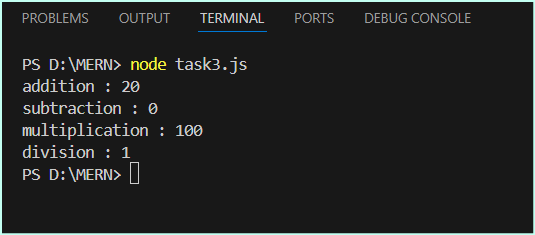 PROBLEMS OUTPUT TERMINAL PORTS DEBUG CONSOLE
PS D:\MERN> node task3.js
addition : 20
subtraction : 0
multiplication : 100
division : 1
PS D:\MERN>